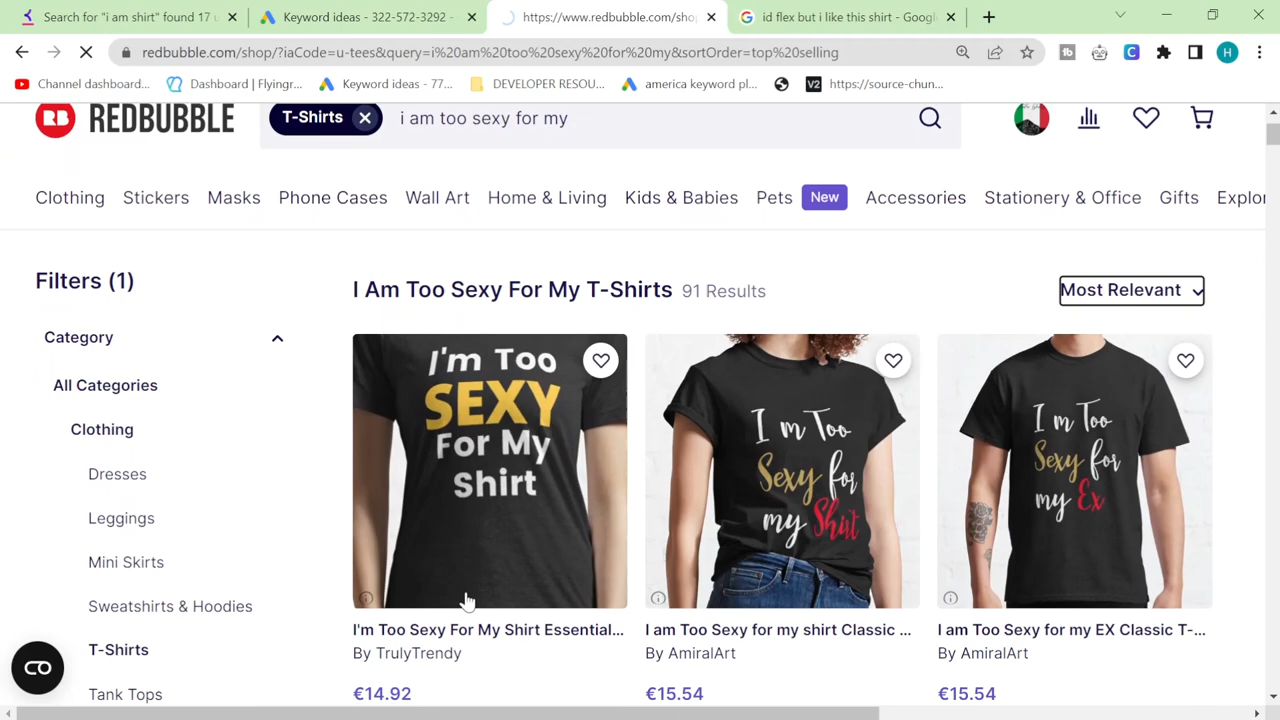 Search for "i am shirt" found 17 u
Keyword ideas - 322-572-3292 -
https://www.redbubble.com/sho
id flex but i like this shirt - Google
redbubble.com/shop/?iaCode=u-tees&query=i%20am%20too%20sexy%20for%20my&sortOrder=top%20selling
Channel dashboard...
Dashboard | Flyingr...
Keyword ideas - 77...
DEVELOPER RESOU...
america keyword pl...
V2
https://source-chun...
RB REDBUBBLE
T-Shirts
i am too sexy for my
Clothing
Stickers
Masks
Phone Cases
Wall Art
Home & Living
Kids & Babies
Pets
New
Accessories
Stationery & Office
Gifts
Explor
Filters (1)
Category
All Categories
Clothing
Dresses
Leggings
Mini Skirts
Sweatshirts & Hoodies
T-Shirts
Tank Tops
I Am Too Sexy For My T-Shirts 91 Results
Most Relevant
I'm Too
SEXY
For My
Shirt
I m Too
Sexy for
my Shirt
I m Too
Sexy for
my Ex
I'm Too Sexy For My Shirt Essential...
By TrulyTrendy
€14.92
I am Too Sexy for my shirt Classic ...
By AmiralArt
€15.54
I am Too Sexy for my EX Classic T-...
By AmiralArt
€15.54